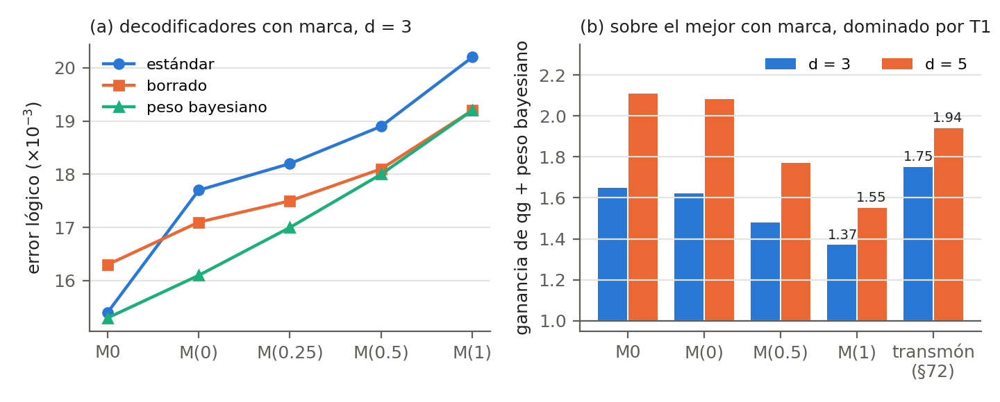 (a) decodificadores con marca, d = 3
error lógico (×10⁻³)
20
19
18
17
16
estándar
borrado
peso bayesiano
M0
M(0)
M(0.25)
M(0.5)
M(1)
(b) sobre el mejor con marca, dominado por T1
ganancia de qg + peso bayesiano
2.2
2.0
1.8
1.6
1.4
1.2
1.0
d = 3
d = 5
1.37
1.55
1.75
1.94
M0
M(0)
M(0.5)
M(1)
transmón
(§72)